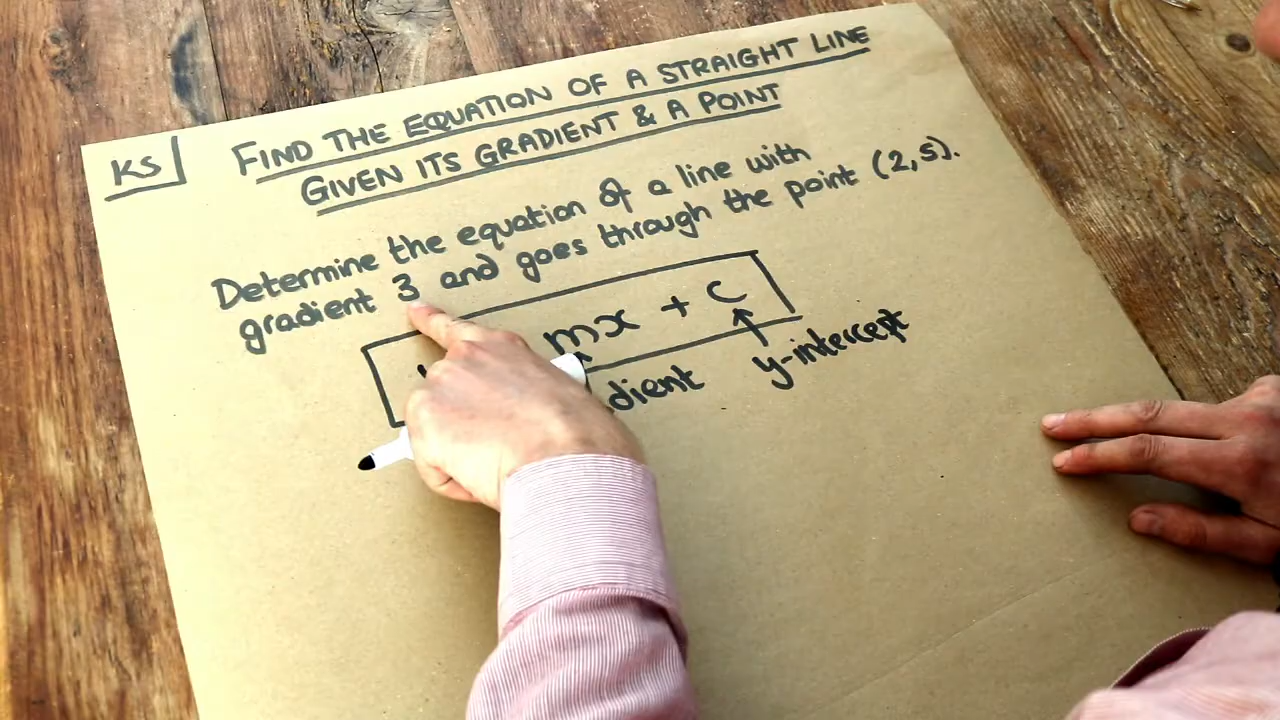 KS
FIND THE EQUATION OF A STRAIGHT LINE
GIVEN ITS GRADIENT & A POINT
Determine the equation of a line with
gradient 3 and goes through the point (2,5).
mx + c
dient
y-intercept